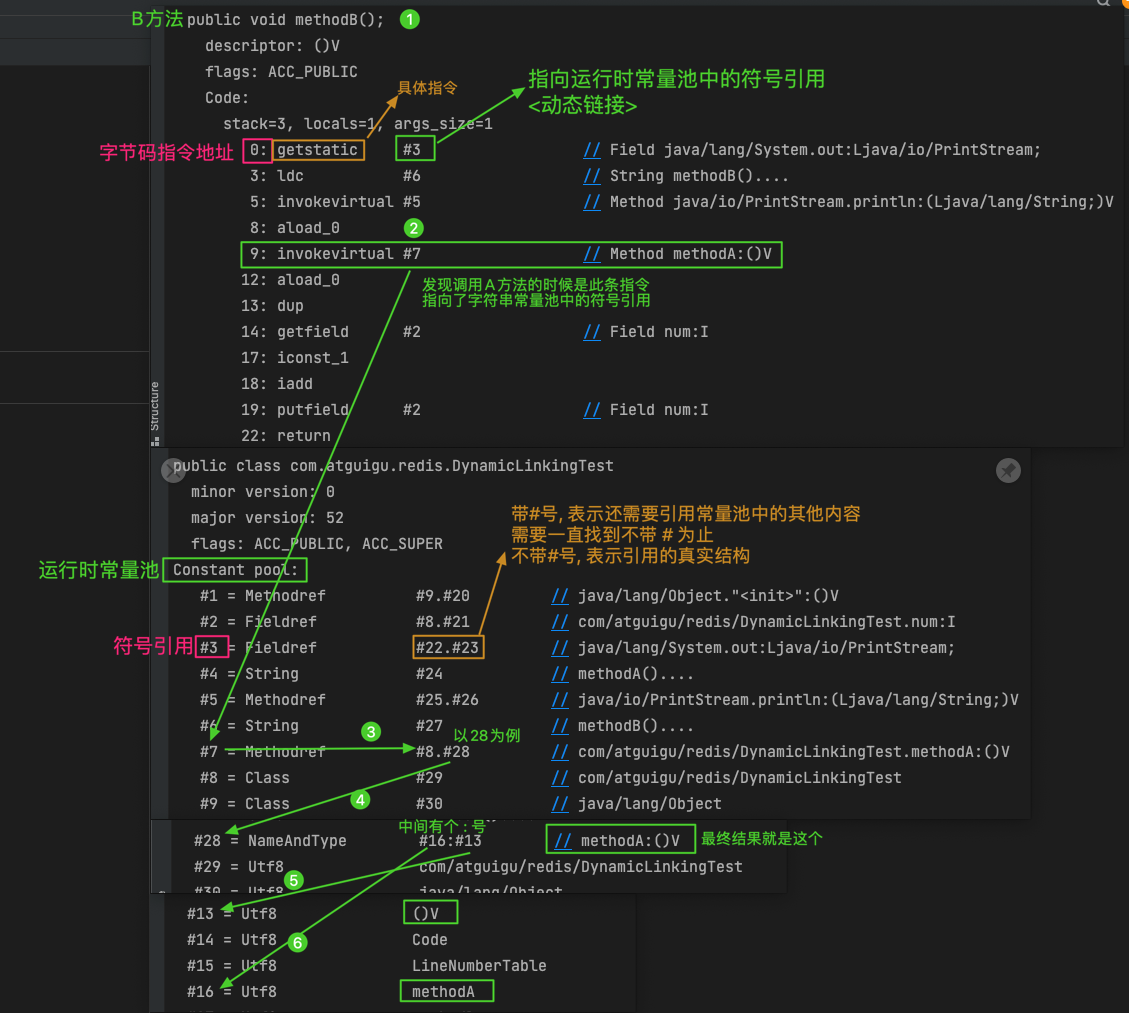 B方法 public void methodB(); 1
descriptor: ()V
flags: ACC_PUBLIC
具体指令
指向运行时常量池中的符号引用
<动态链接>
Code:
stack=3, locals=1, args_size=1
字节码指令地址 0: getstatic #3 // Field java/lang/System.out:Ljava/io/PrintStream;
3: ldc #6 // String methodB()....
5: invokevirtual #5 // Method java/io/PrintStream.println:(Ljava/lang/String;)V
8: aload_0 2
9: invokevirtual #7 // Method methodA:()V
12: aload_0 发现调用A方法的时候是此条指令
13: dup 指向了字符串常量池中的符号引用
14: getfield #2 // Field num:I
17: iconst_1
18: iadd
19: putfield #2 // Field num:I
22: return
Structure
public class com.atguigu.redis.DynamicLinkingTest
minor version: 0
major version: 52
flags: ACC_PUBLIC, ACC_SUPER
带#号, 表示还需要引用常量池中的其他内容
需要一直找到不带 # 为止
不带#号, 表示引用的真实结构
运行时常量池 Constant pool:
#1 = Methodref #9.#20 // java/lang/Object."<init>":()V
#2 = Fieldref #8.#21 // com/atguigu/redis/DynamicLinkingTest.num:I
符号引用 #3 = Fieldref #22.#23 // java/lang/System.out:Ljava/io/PrintStream;
#4 = String #24 // methodA()....
#5 = Methodref #25.#26 // java/io/PrintStream.println:(Ljava/lang/String;)V
#6 = String #27 // methodB()....
3 以28为例
#7 = Methodref #8.#28 // com/atguigu/redis/DynamicLinkingTest.methodA:()V
#8 = Class #29 // com/atguigu/redis/DynamicLinkingTest
#9 = Class #30 // java/lang/Object
4
中间有个 : 号
#28 = NameAndType #16:#13 // methodA:()V 最终结果就是这个
#29 = Utf8 com/atguigu/redis/DynamicLinkingTest
5
#30 = Utf8 java/lang/Object
#13 = Utf8 ()V
#14 = Utf8 Code
6
#15 = Utf8 LineNumberTable
#16 = Utf8 methodA